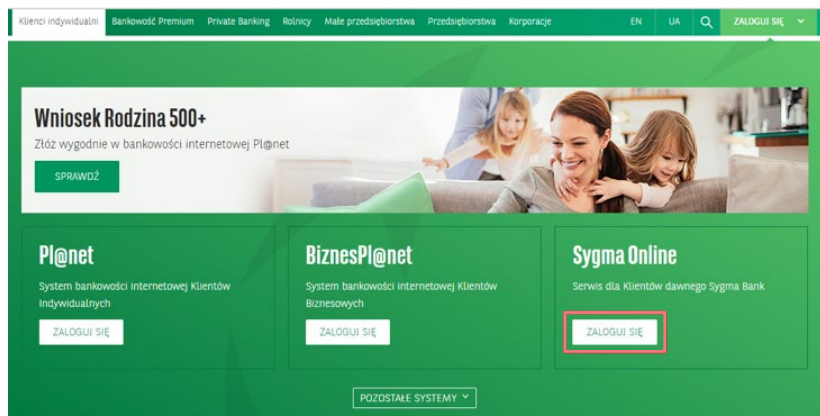 Klienci indywidualni Bankowość Premium Private Banking Rolnicy Małe przedsiębiorstwa Przedsiębiorstwa Korporacje EN UA ZALOGUJ SIĘ
Wniosek Rodzina 500+
Złóż wygodnie w bankowości internetowej Pl@net
SPRAWDŹ
Pl@net
System bankowości internetowej Klientów
Indywidualnych
ZALOGUJ SIĘ
BiznesPl@net
System bankowości internetowej Klientów
Biznesowych
ZALOGUJ SIĘ
Sygma Online
Serwis dla Klientów dawnego Sygma Bank
ZALOGUJ SIĘ
POZOSTAŁE SYSTEMY